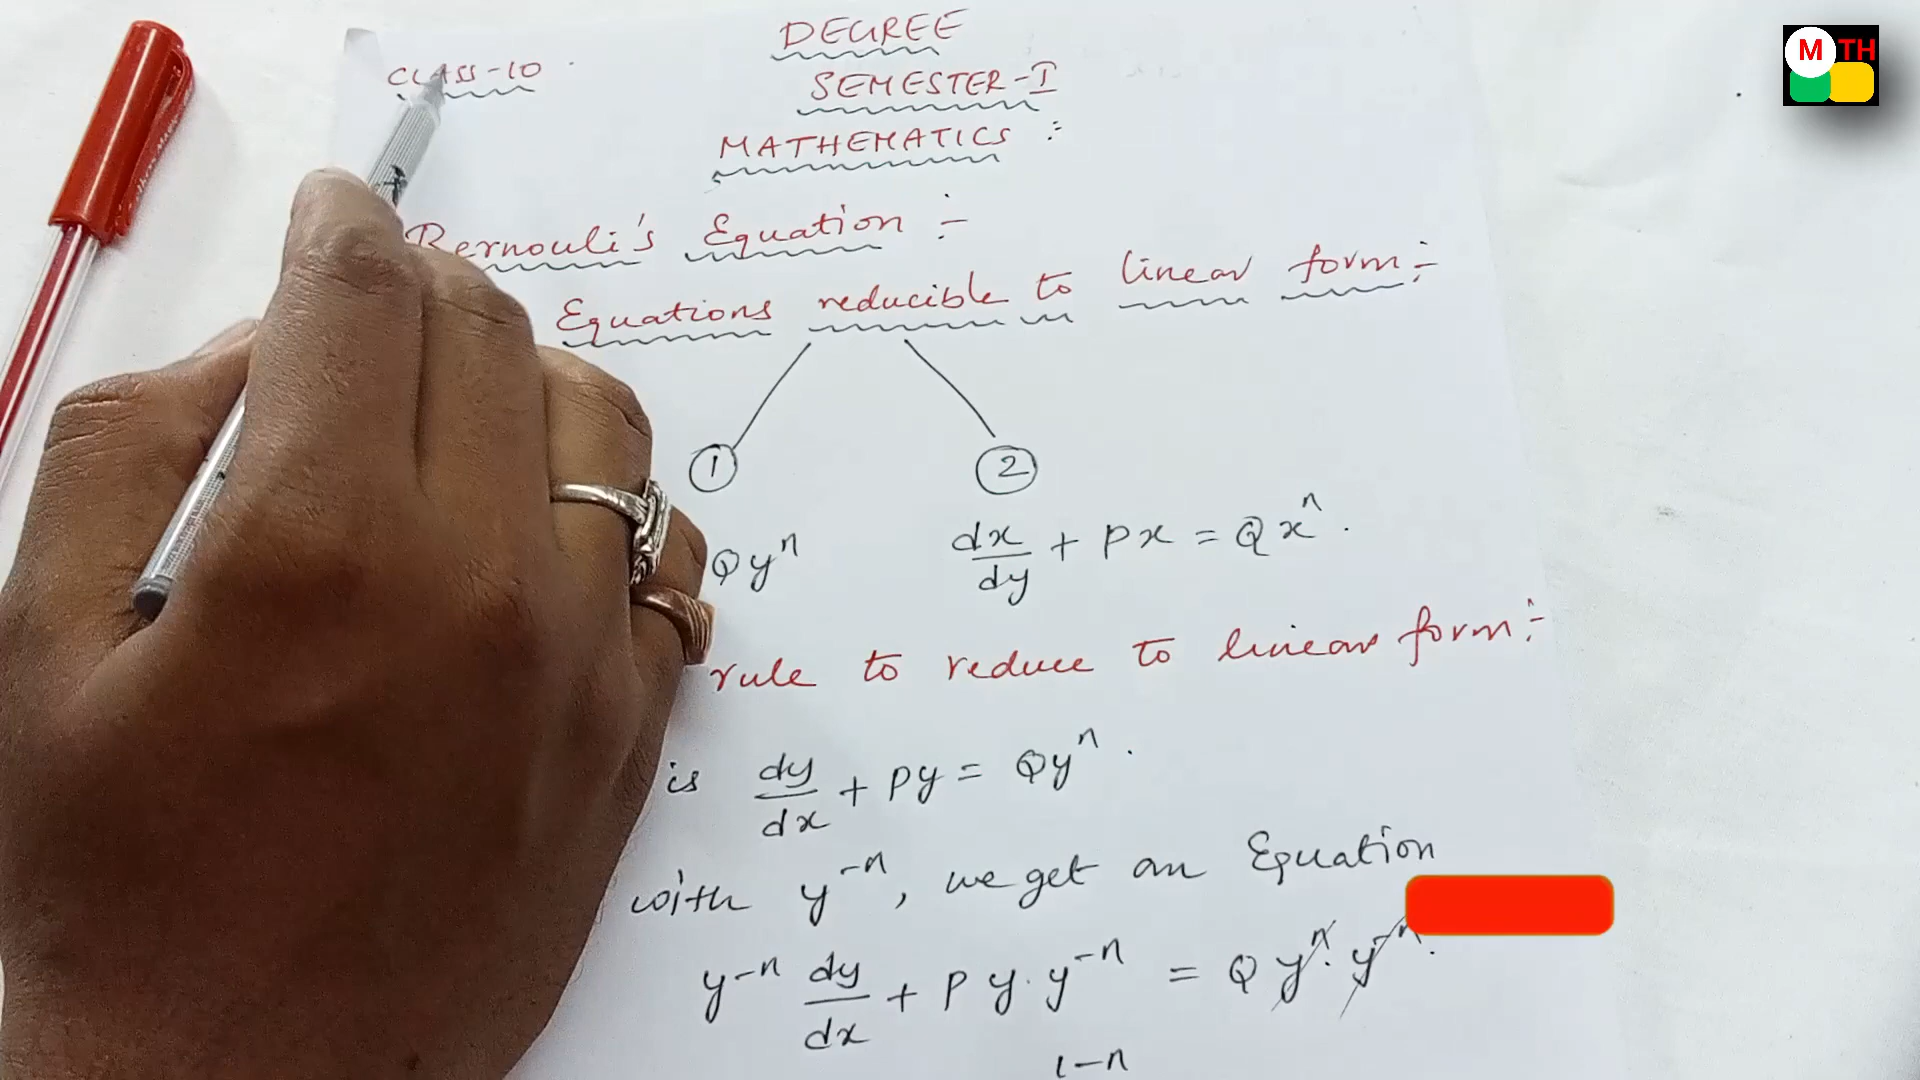 DEGREE
CLASS-10
SEMESTER-I
MATHEMATICS :-
Bernouli's Equation :-
Equations reducible to linear form:-
1 2
Qy^n dx/dy + Px = Qx^n.
rule to reduce to linear form:-
is dy/dx + Py = Qy^n.
with y^-n, we get an Equation
y^-n dy/dx + P y. y^-n = Q y^n. y^-n.
1-n
M TH